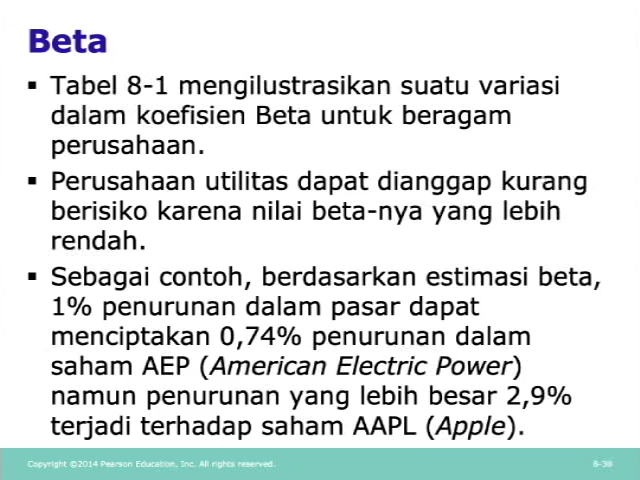 Beta
▪ Tabel 8-1 mengilustrasikan suatu variasi
dalam koefisien Beta untuk beragam
perusahaan.
▪ Perusahaan utilitas dapat dianggap kurang
berisiko karena nilai beta-nya yang lebih
rendah.
▪ Sebagai contoh, berdasarkan estimasi beta,
1% penurunan dalam pasar dapat
menciptakan 0,74% penurunan dalam
saham AEP (American Electric Power)
namun penurunan yang lebih besar 2,9%
terjadi terhadap saham AAPL (Apple).
Copyright ©2014 Pearson Education, Inc. All rights reserved.